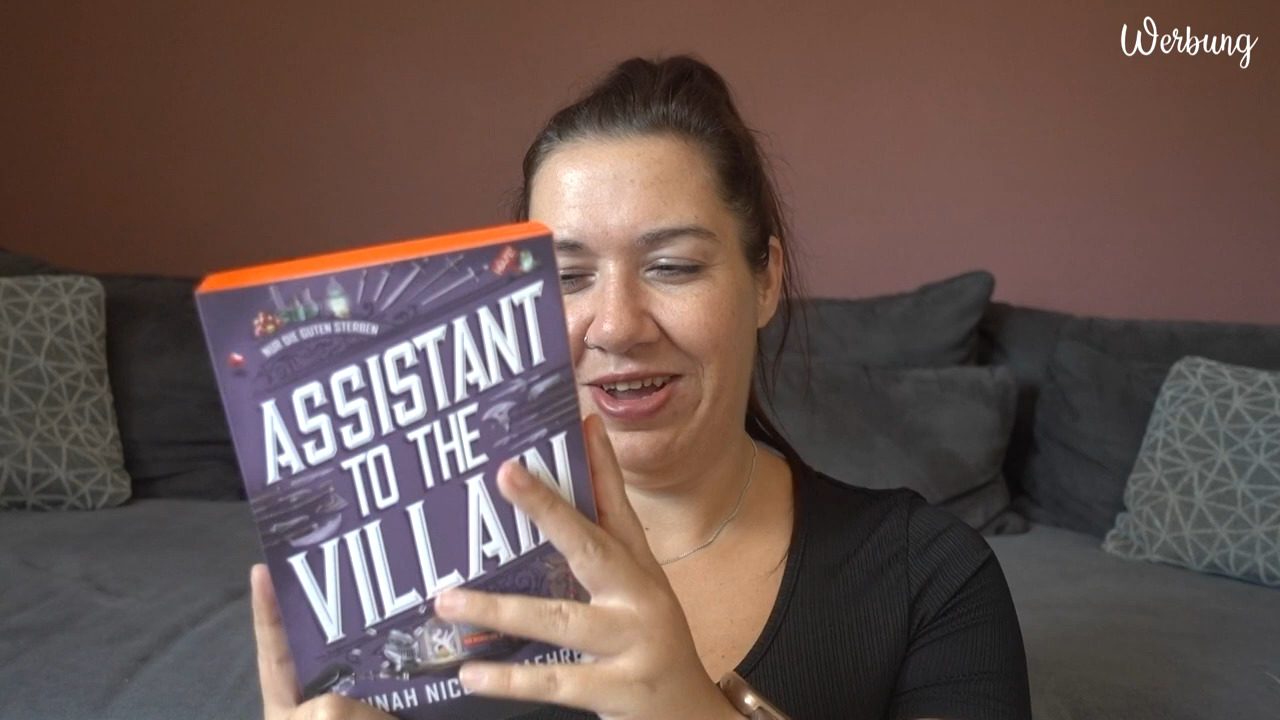 Werbung
NUR DIE GUTEN STERBEN
ASSISTANT
TO THE
VILLAIN